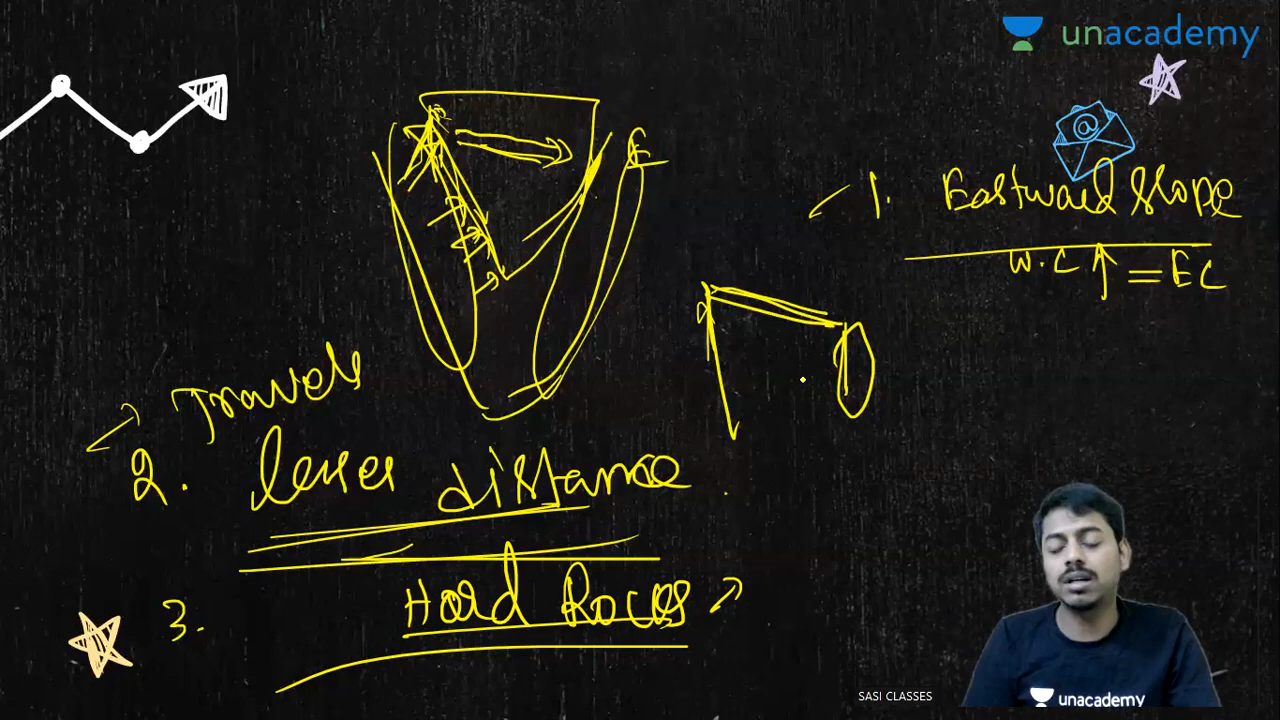 unacademy
@
E
1. Eastward slope
W.C ↑ = EC
Travels
2. lesser distance
3. Hard Rocks
SASI CLASSES
unacademy